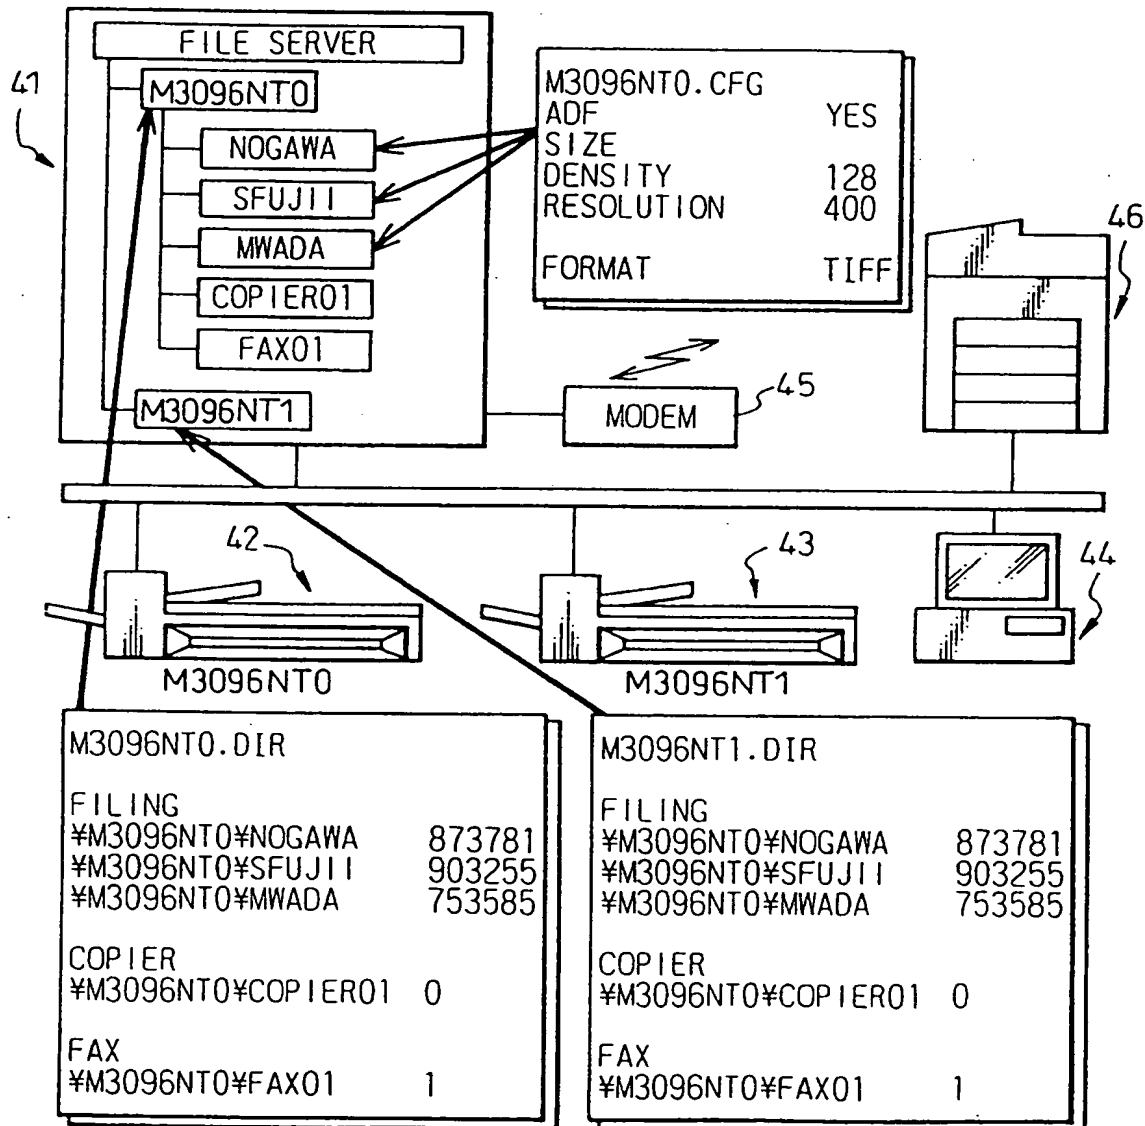 FILE SERVER
41
M3096NT0
NOGAWA
SFUJII
MWADA
COPIER01
FAX01
M3096NT1
M3096NT0.CFG
ADF YES
SIZE
DENSITY 128
RESOLUTION 400
FORMAT TIFF
46
45
MODEM
42
43
44
M3096NT0
M3096NT1
M3096NT0.DIR
FILING
¥M3096NT0¥NOGAWA 873781
¥M3096NT0¥SFUJII 903255
¥M3096NT0¥MWADA 753585
COPIER
¥M3096NT0¥COPIER01 0
FAX
¥M3096NT0¥FAX01 1
M3096NT1.DIR
FILING
¥M3096NT0¥NOGAWA 873781
¥M3096NT0¥SFUJII 903255
¥M3096NT0¥MWADA 753585
COPIER
¥M3096NT0¥COPIER01 0
FAX
¥M3096NT0¥FAX01 1